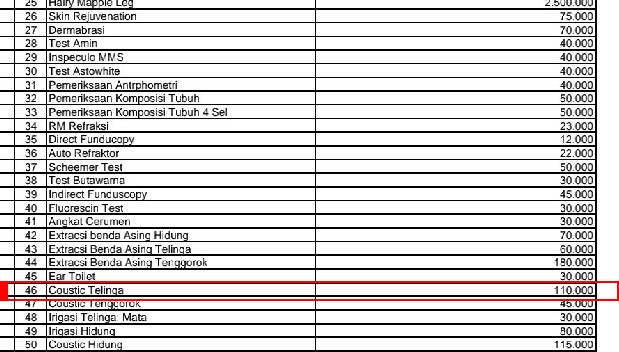 25 Hairy Mapple Leg 2.500.000
26 Skin Rejuvenation 75.000
27 Dermabrasi 70.000
28 Test Amin 40.000
29 Inspeculo MMS 40.000
30 Test Astowhite 40.000
31 Pemeriksaan Antrphometri 40.000
32 Pemeriksaan Komposisi Tubuh 50.000
33 Pemeriksaan Komposisi Tubuh 4 Sel 50.000
34 RM Refraksi 23.000
35 Direct Funducopy 12.000
36 Auto Refraktor 22.000
37 Scheemer Test 50.000
38 Test Butawarna 30.000
39 Indirect Funduscopy 45.000
40 Fluorescin Test 30.000
41 Angkat Cerumen 30.000
42 Extracsi benda Asing Hidung 70.000
43 Extracsi Benda Asing Telinga 60.000
44 Extracsi Benda Asing Tenggorok 180.000
45 Ear Toilet 30.000
46 Coustic Telinga 110.000
47 Coustic Tenggorok 45.000
48 Irigasi Telinga: Mata 30.000
49 Irigasi Hidung 80.000
50 Coustic Hidung 115.000